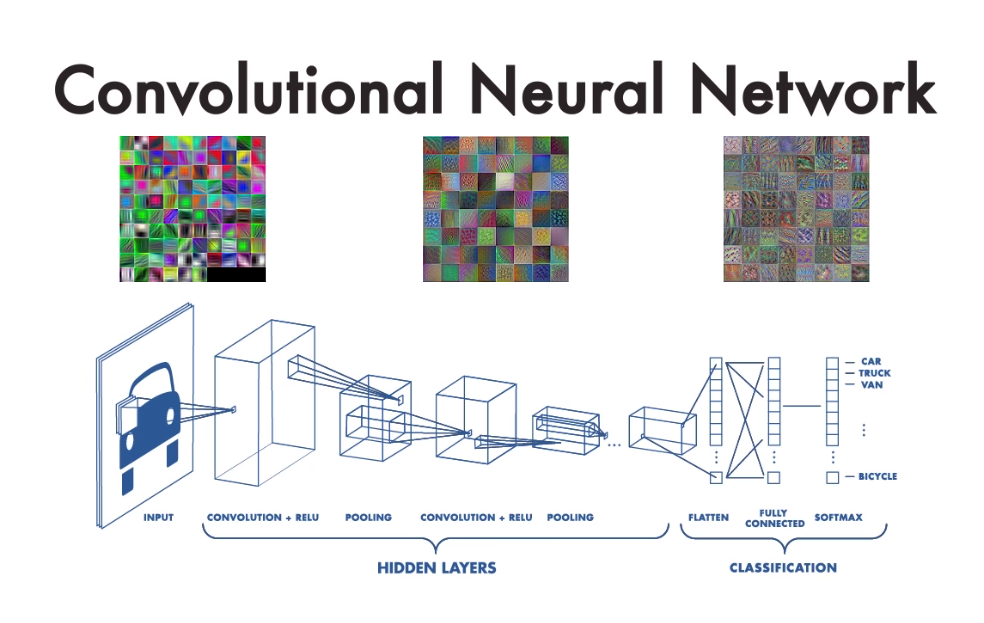 Convolutional Neural Network
CAR
TRUCK
VAN
BICYCLE
INPUT
CONVOLUTION + RELU
POOLING
CONVOLUTION + RELU
POOLING
FLATTEN
FULLY
CONNECTED
SOFTMAX
HIDDEN LAYERS
CLASSIFICATION